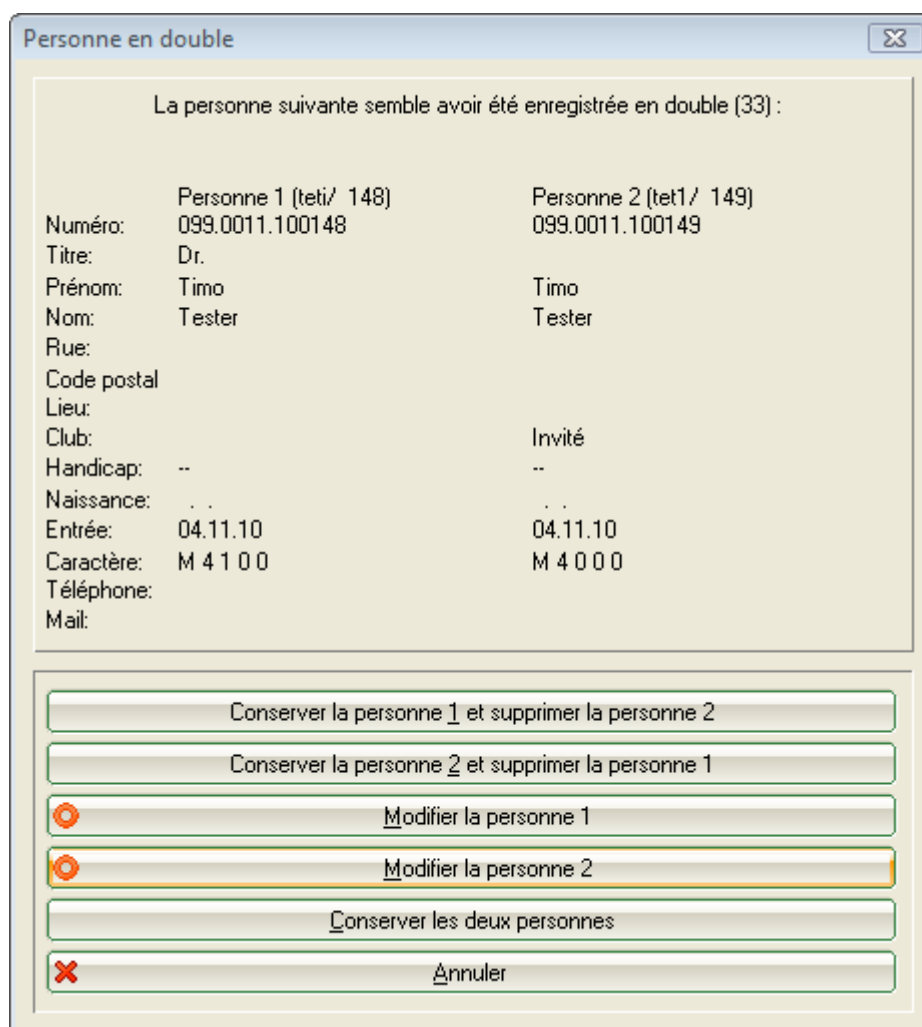 Personne en double
La personne suivante semble avoir été enregistrée en double (33) :
Personne 1 (teti/ 148) Personne 2 (tet1/ 149)
Numéro: 099.0011.100148 099.0011.100149
Titre: Dr.
Prénom: Timo Timo
Nom: Tester Tester
Rue:
Code postal
Lieu:
Club: Invité
Handicap: -- --
Naissance: . . . .
Entrée: 04.11.10 04.11.10
Caractère: M 4 1 0 0 M 4 0 0 0
Téléphone:
Mail:
Conserver la personne 1 et supprimer la personne 2
Conserver la personne 2 et supprimer la personne 1
Modifier la personne 1
Modifier la personne 2
Conserver les deux personnes
Annuler